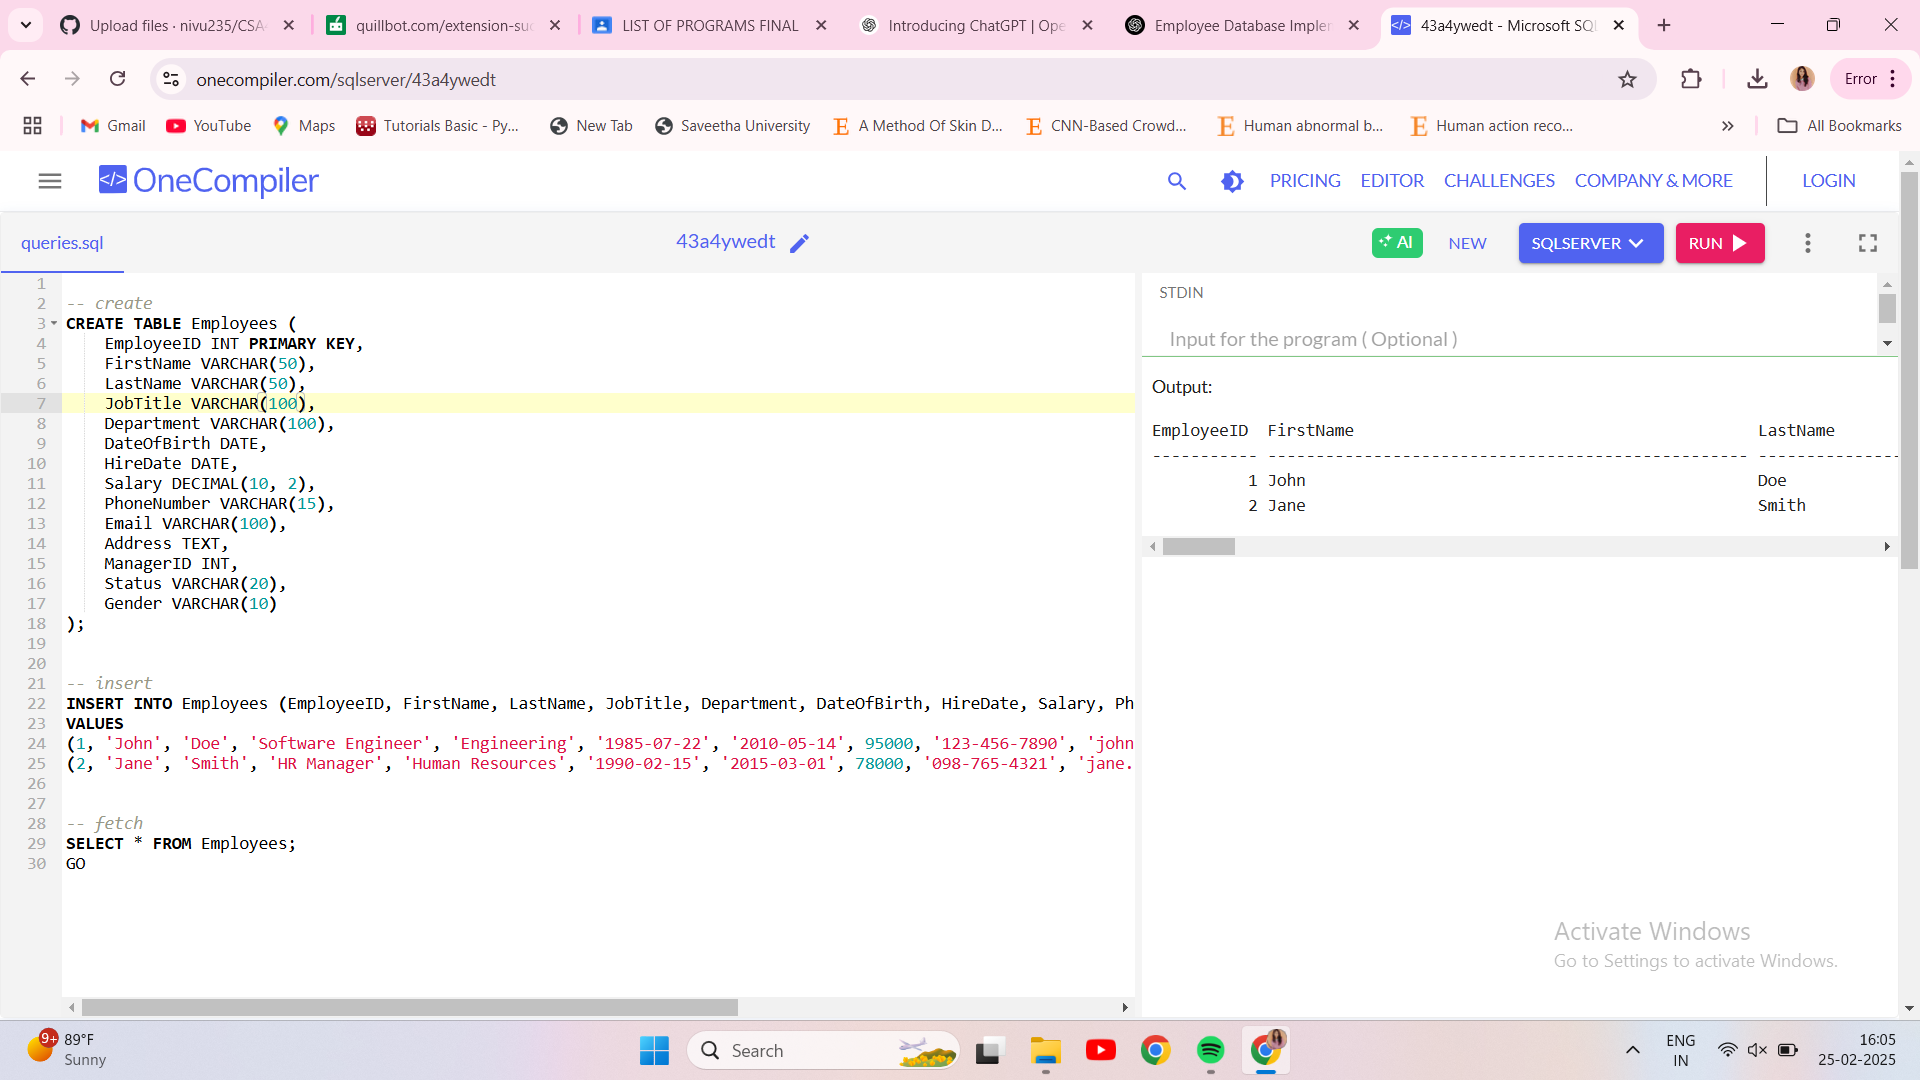 Upload files · nivu235/CSA
quillbot.com/extension-suc
LIST OF PROGRAMS FINAL
Introducing ChatGPT | Ope
Employee Database Implem
43a4ywedt - Microsoft SQL
onecompiler.com/sqlserver/43a4ywedt
Error
Gmail
YouTube
Maps
Tutorials Basic - Py...
New Tab
Saveetha University
E A Method Of Skin D...
E CNN-Based Crowd...
E Human abnormal b...
E Human action reco...
All Bookmarks
</> OneCompiler
PRICING
EDITOR
CHALLENGES
COMPANY & MORE
LOGIN
queries.sql
43a4ywedt
AI
NEW
SQLSERVER
RUN
1
2 -- create
3 CREATE TABLE Employees (
4 EmployeeID INT PRIMARY KEY,
5 FirstName VARCHAR(50),
6 LastName VARCHAR(50),
7 JobTitle VARCHAR(100),
8 Department VARCHAR(100),
9 DateOfBirth DATE,
10 HireDate DATE,
11 Salary DECIMAL(10, 2),
12 PhoneNumber VARCHAR(15),
13 Email VARCHAR(100),
14 Address TEXT,
15 ManagerID INT,
16 Status VARCHAR(20),
17 Gender VARCHAR(10)
18 );
19
20
21 -- insert
22 INSERT INTO Employees (EmployeeID, FirstName, LastName, JobTitle, Department, DateOfBirth, HireDate, Salary, Ph
23 VALUES
24 (1, 'John', 'Doe', 'Software Engineer', 'Engineering', '1985-07-22', '2010-05-14', 95000, '123-456-7890', 'john
25 (2, 'Jane', 'Smith', 'HR Manager', 'Human Resources', '1990-02-15', '2015-03-01', 78000, '098-765-4321', 'jane.
26
27
28 -- fetch
29 SELECT * FROM Employees;
30 GO
STDIN
Input for the program ( Optional )
Output:
EmployeeID FirstName LastName
----------- -------------------------------------------------- ---------------
1 John Doe
2 Jane Smith
Activate Windows
Go to Settings to activate Windows.
9+
89°F
Sunny
Search
ENG
IN
16:05
25-02-2025